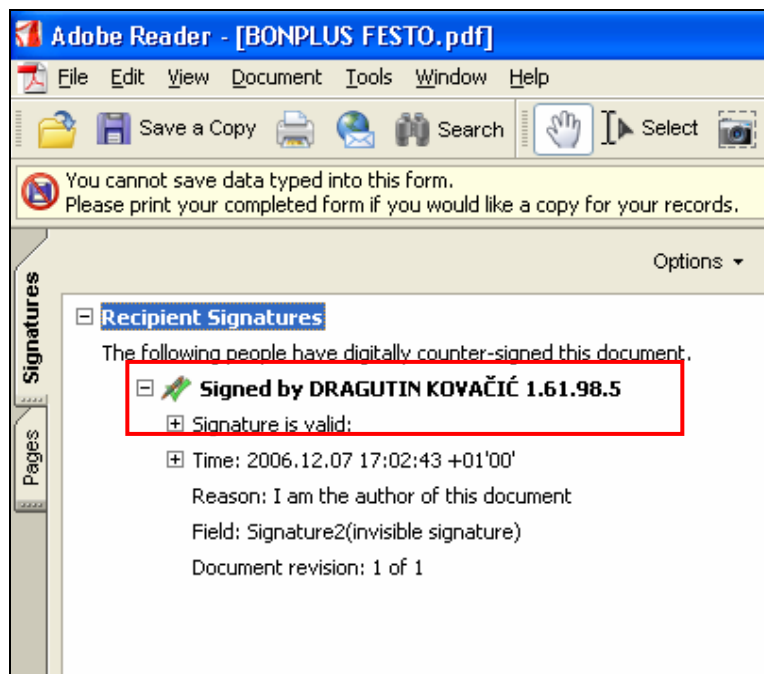 Adobe Reader - [BONPLUS FESTO.pdf]
File Edit View Document Tools Window Help
Save a Copy Search Select
You cannot save data typed into this form.
Please print your completed form if you would like a copy for your records.
Options
Signatures
Pages
Recipient Signatures
The following people have digitally counter-signed this document.
Signed by DRAGUTIN KOVAČIĆ 1.61.98.5
Signature is valid:
Time: 2006.12.07 17:02:43 +01'00'
Reason: I am the author of this document
Field: Signature2(invisible signature)
Document revision: 1 of 1